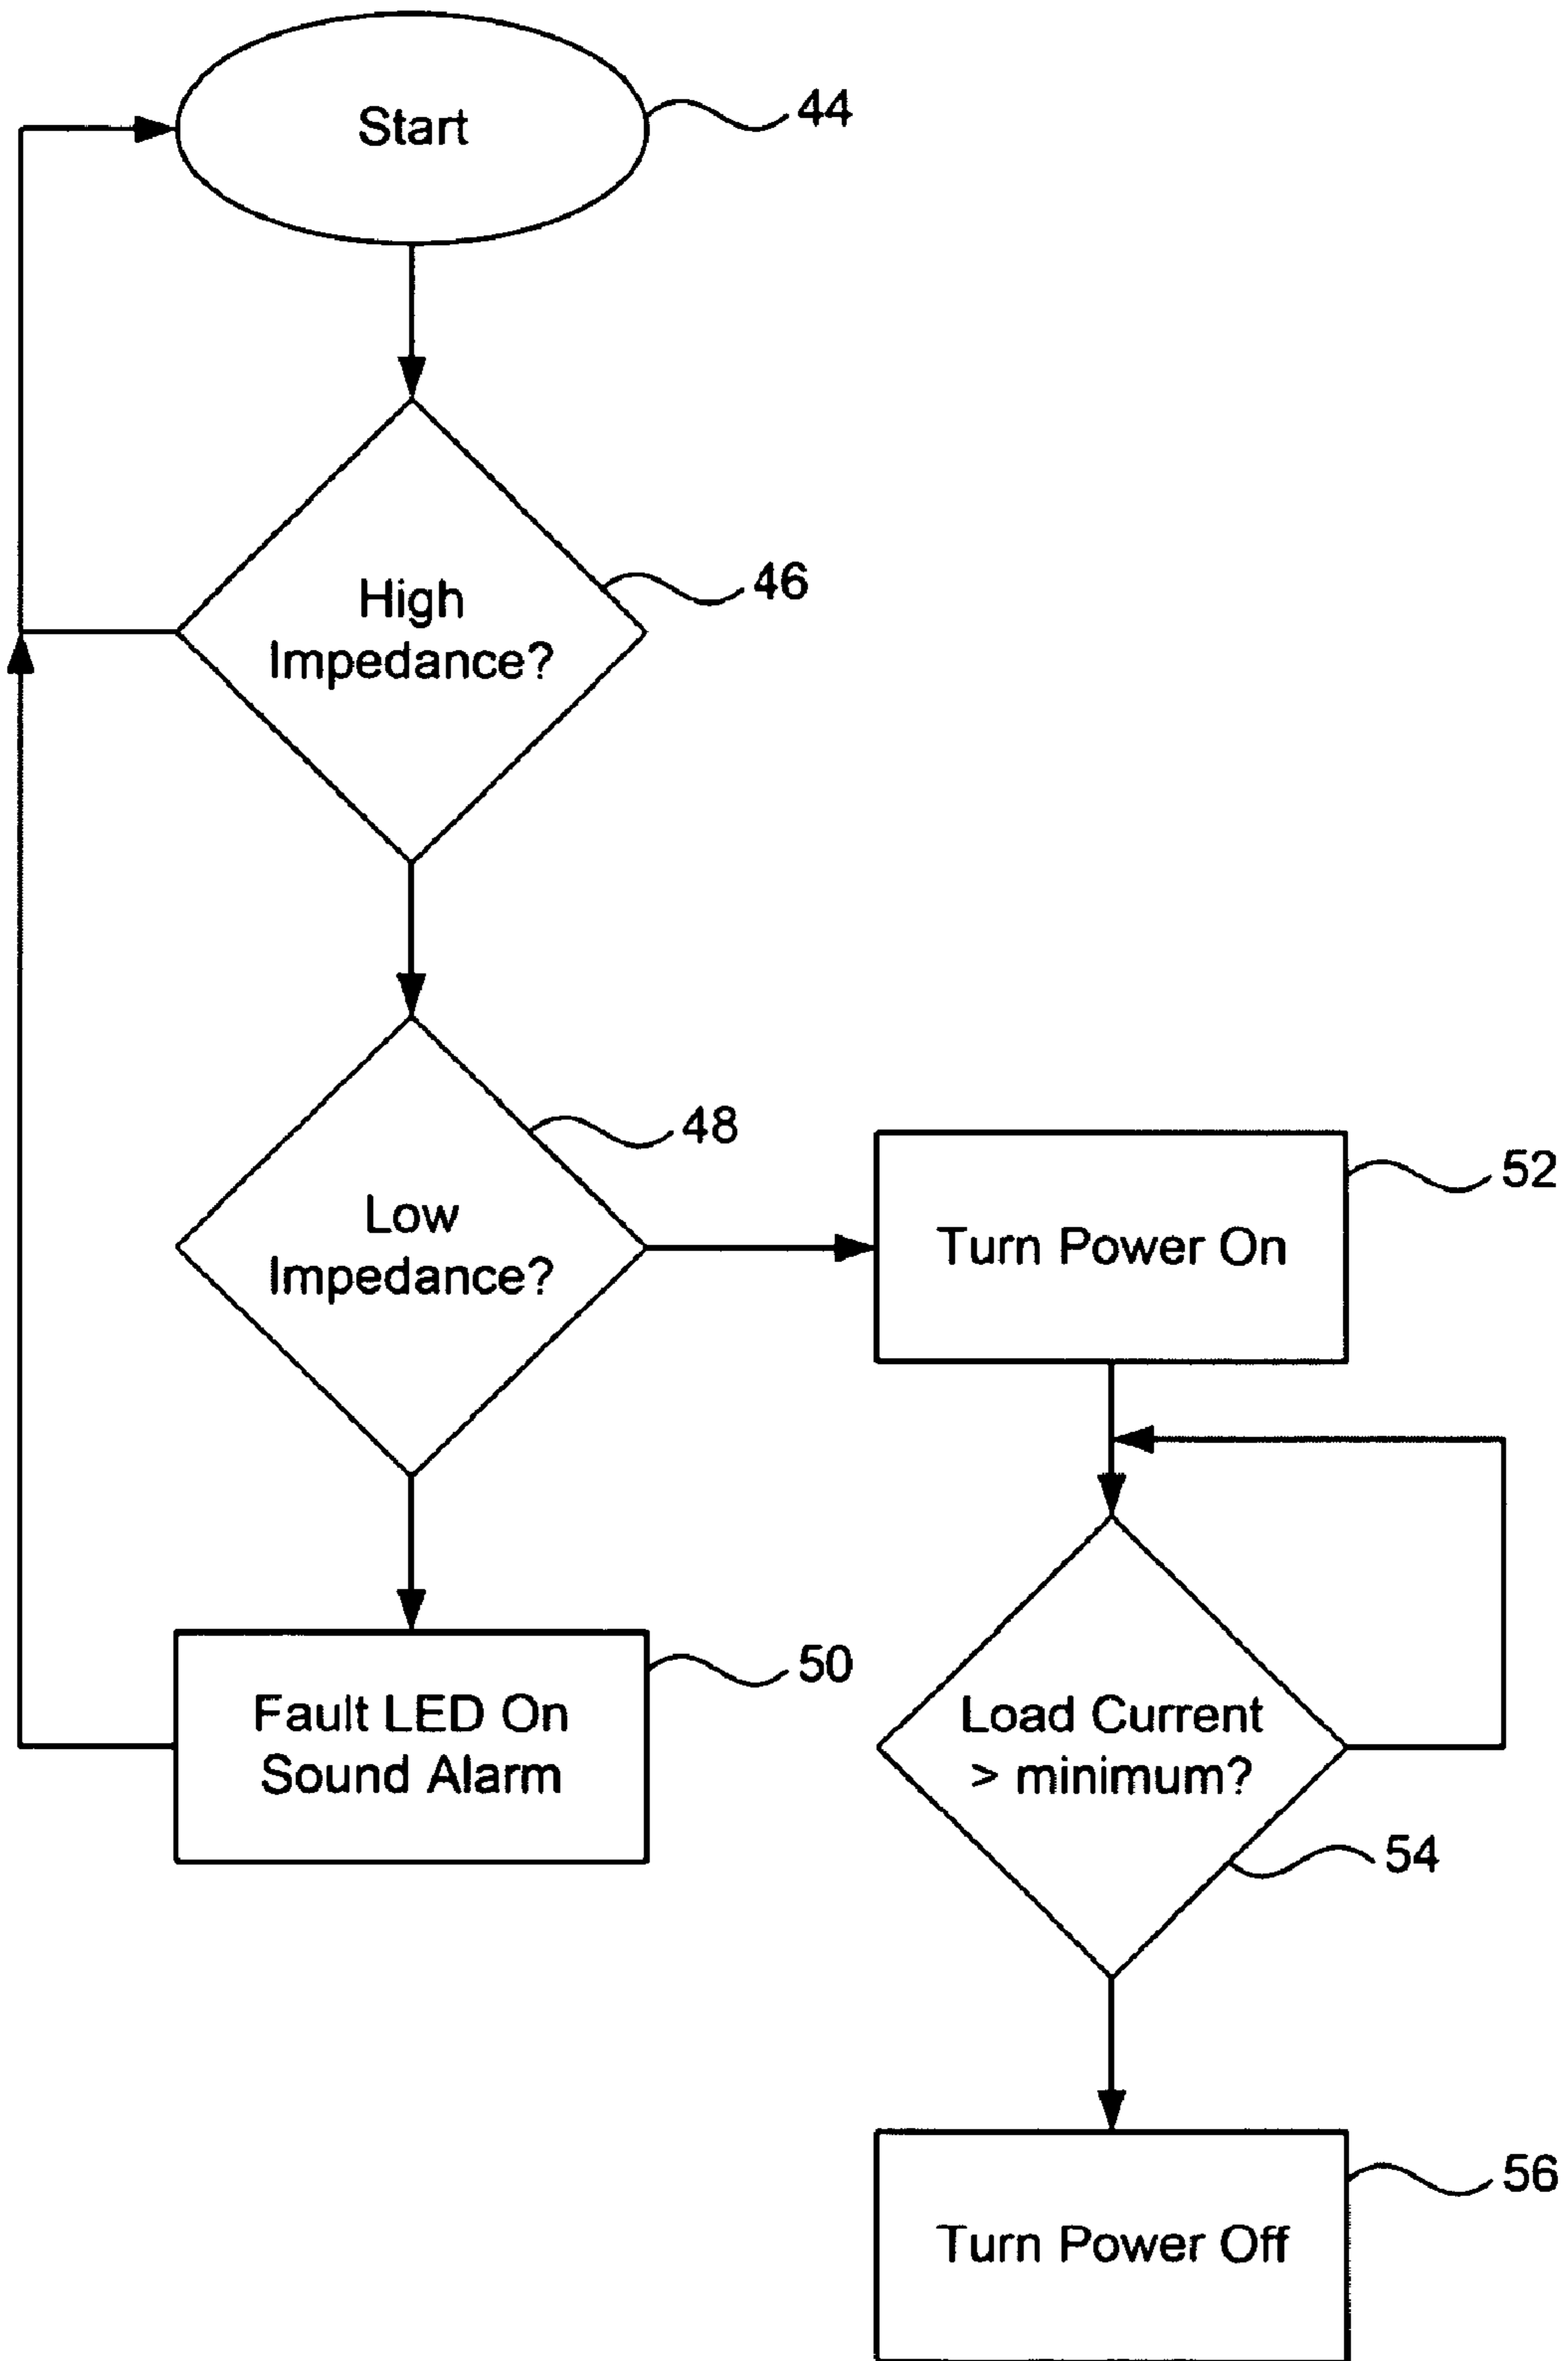 Start
44
High
Impedance?
46
Low
Impedance?
48
Turn Power On
52
Fault LED On
Sound Alarm
50
Load Current
> minimum?
54
Turn Power Off
56